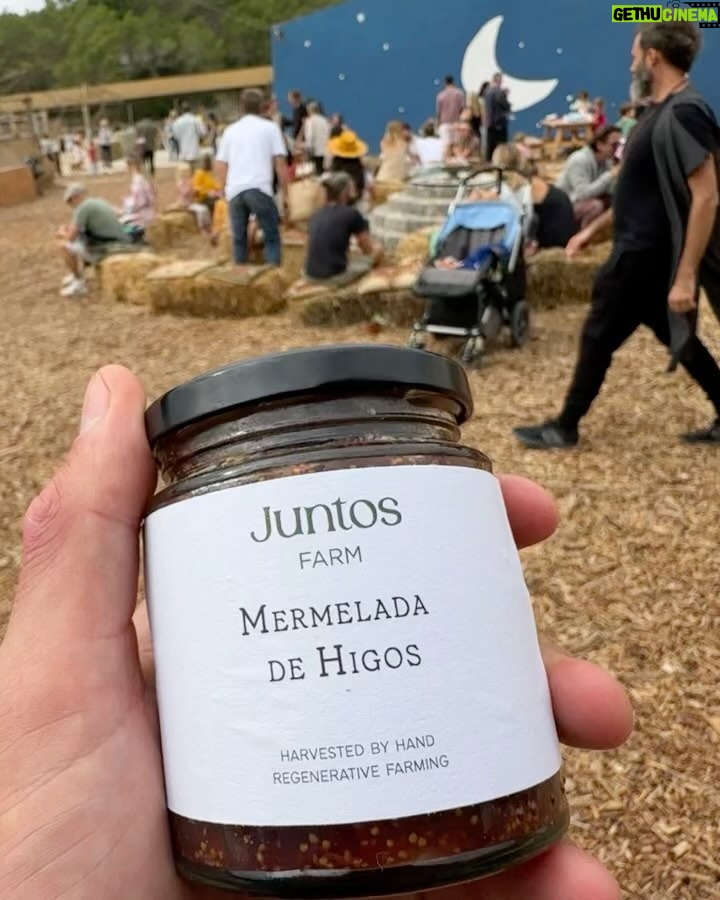 GETHUCINEMA
Juntos
FARM
MERMELADA
DE HIGOS
HARVESTED BY HAND
REGENERATIVE FARMING